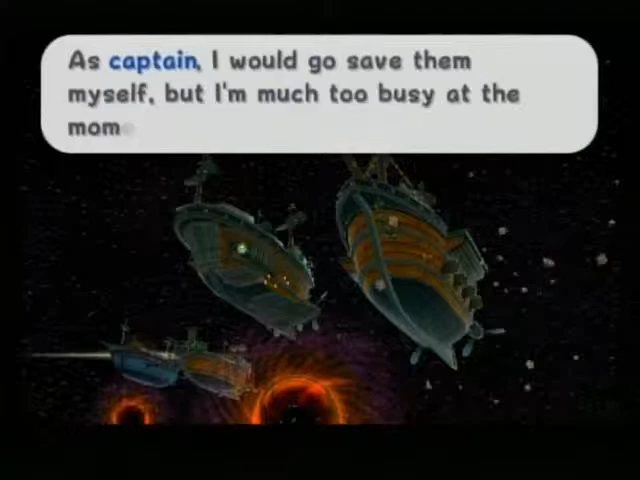 As captain, I would go save them
myself, but I'm much too busy at the
mom